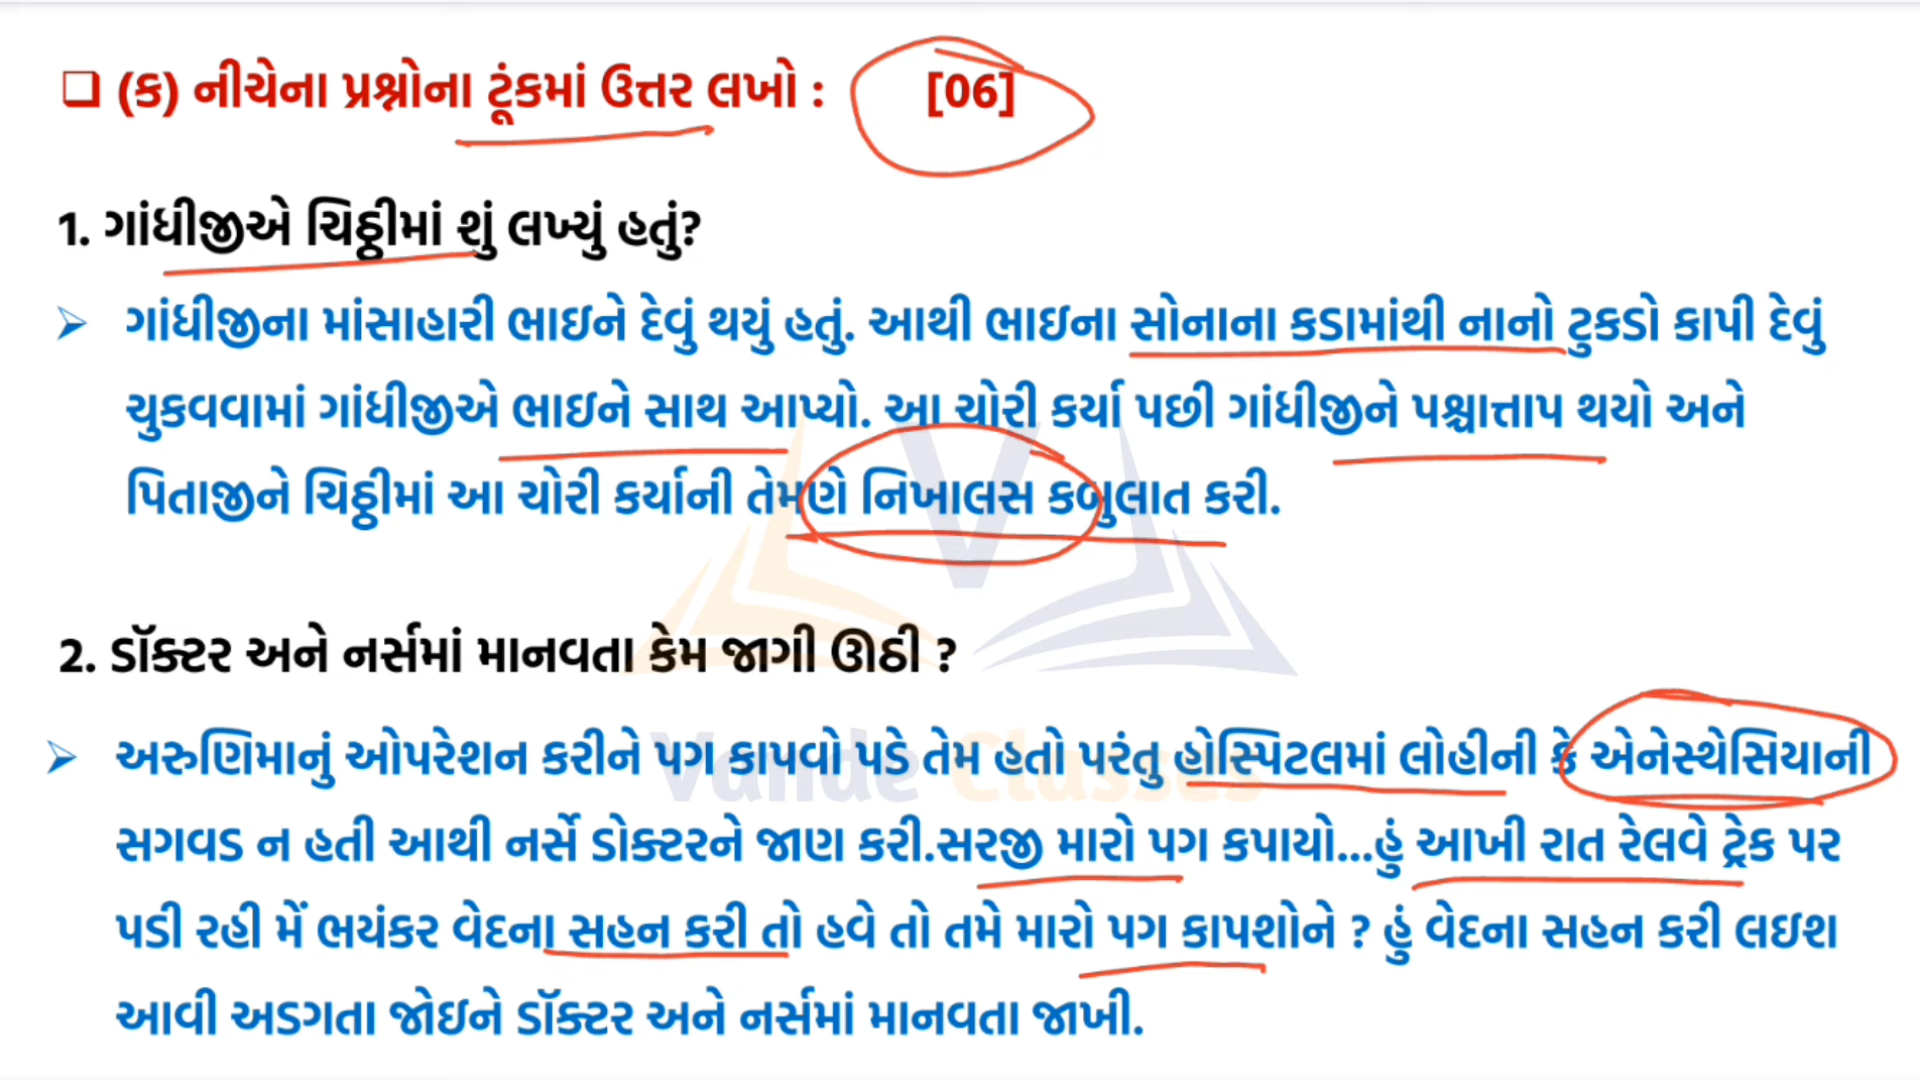 ❑ (ક) નીચેના પ્રશ્નોના ટૂંકમાં ઉત્તર લખો : [06]
1. ગાંધીજીએ ચિઠ્ઠીમાં શું લખ્યું હતું?
➢ ગાંધીજીના માંસાહારી ભાઇને દેવું થયું હતું. આથી ભાઇના સોનાના કડામાંથી નાનો ટુકડો કાપી દેવું
ચુકવવામાં ગાંધીજીએ ભાઇને સાથ આપ્યો. આ ચોરી કર્યા પછી ગાંધીજીને પશ્ચાત્તાપ થયો અને
પિતાજીને ચિઠ્ઠીમાં આ ચોરી કર્યાની તેમણે નિખાલસ કબુલાત કરી.
2. ડૉક્ટર અને નર્સમાં માનવતા કેમ જાગી ઊઠી ?
➢ અરુણિમાનું ઓપરેશન કરીને પગ કાપવો પડે તેમ હતો પરંતુ હોસ્પિટલમાં લોહીની કે એનેસ્થેસિયાની
સગવડ ન હતી આથી નર્સે ડોક્ટરને જાણ કરી.સરજી મારો પગ કપાયો...હું આખી રાત રેલવે ટ્રેક પર
પડી રહી મેં ભયંકર વેદના સહન કરી તો હવે તો તમે મારો પગ કાપશોને ? હું વેદના સહન કરી લઇશ
આવી અડગતા જોઇને ડૉક્ટર અને નર્સમાં માનવતા જાખી.
Vande Classes